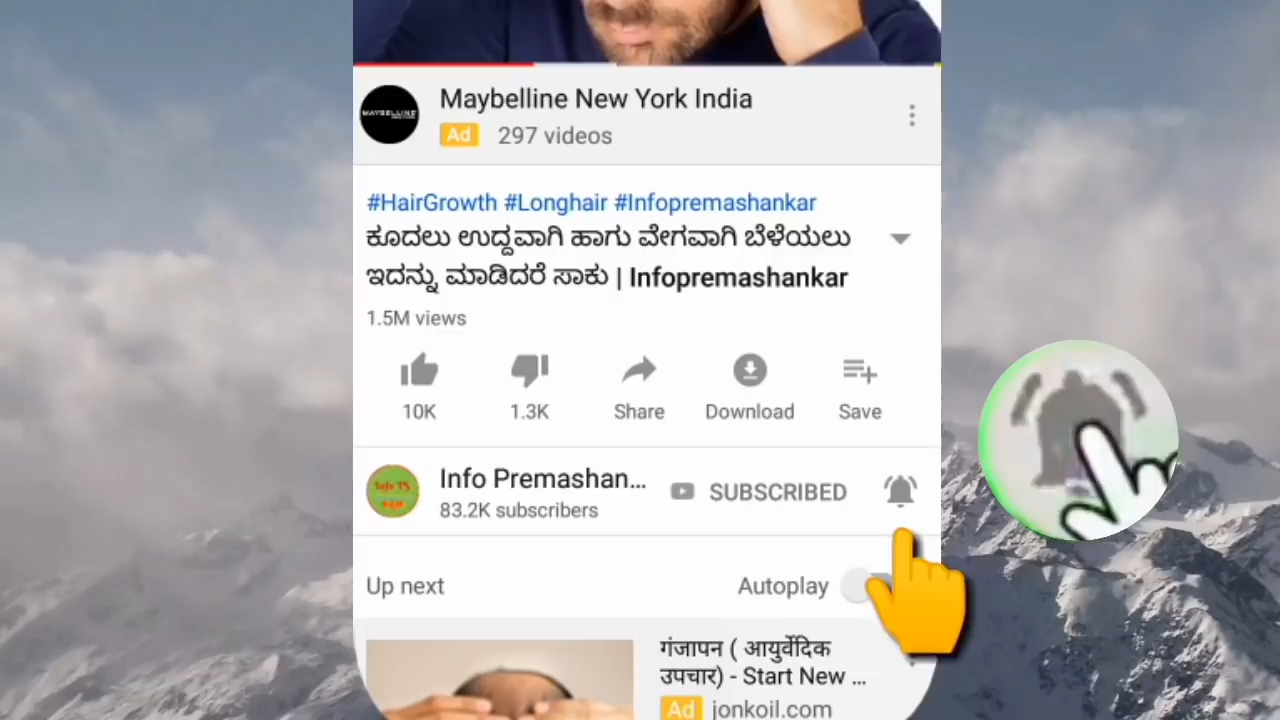 MAYBELLINE
Maybelline New York India
Ad 297 videos
#HairGrowth #Longhair #Infopremashankar
ಕೂದಲು ಉದ್ದವಾಗಿ ಹಾಗು ವೇಗವಾಗಿ ಬೆಳೆಯಲು
ಇದನ್ನು ಮಾಡಿದರೆ ಸಾಕು | Infopremashankar
1.5M views
10K 1.3K Share Download Save
Info Premashan... SUBSCRIBED
83.2K subscribers
Up next Autoplay
गंजापन ( आयुर्वेदिक
उपचार) - Start New ...
Ad jonkoil.com